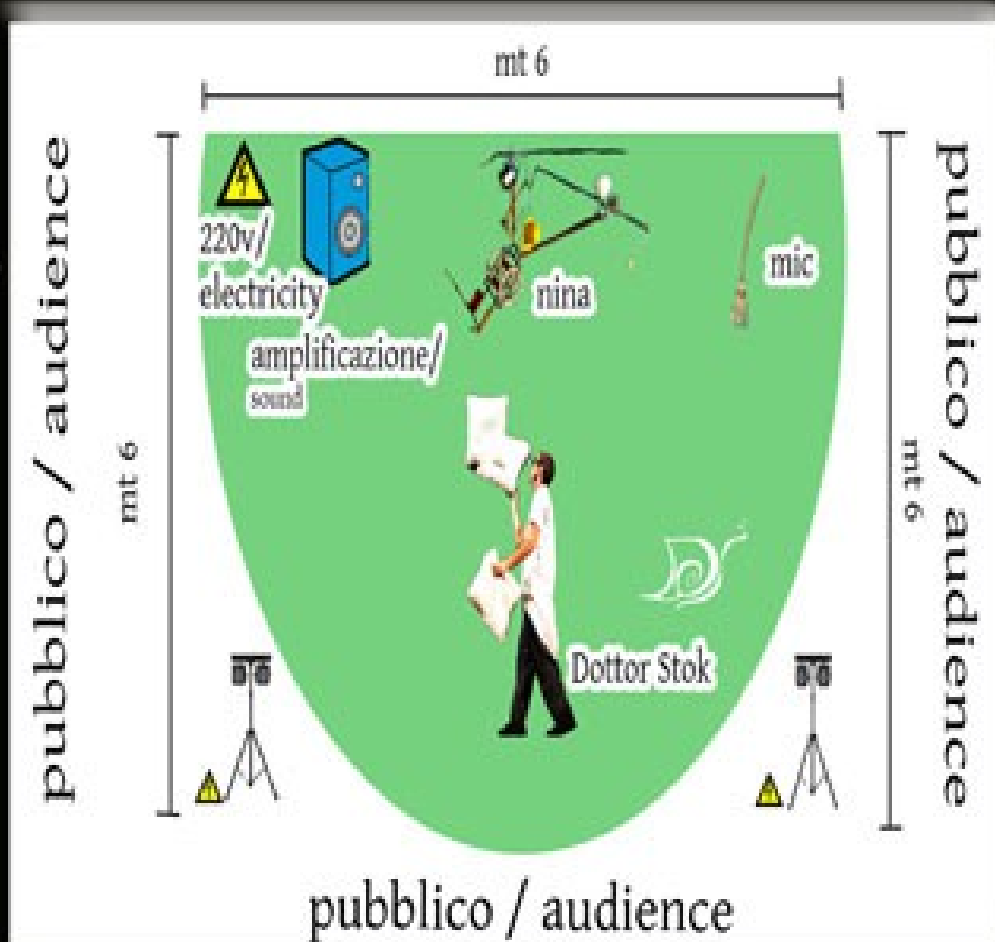 mt 6
pubblico / audience
mt 6
220v/
electricity
amplificazione/
sound
nina
mic
Dottor Stok
mt 6
pubblico / audience
pubblico / audience